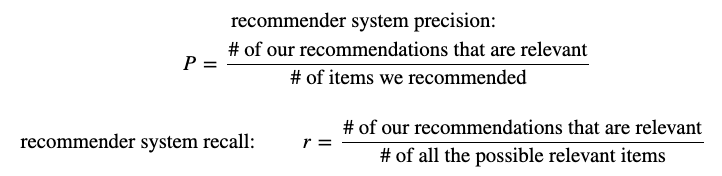 recommender system precision:
P = # of our recommendations that are relevant
# of items we recommended
recommender system recall: r = # of our recommendations that are relevant
# of all the possible relevant items